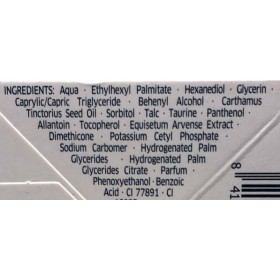 INGREDIENTS: Aqua · Ethylhexyl Palmitate · Hexanediol · Glycerin ·
Caprylic/Capric Triglyceride · Behenyl Alcohol · Carthamus
Tinctorius Seed Oil · Sorbitol · Talc · Taurine · Panthenol ·
Allantoin · Tocopherol · Equisetum Arvense Extract ·
Dimethicone · Potassium Cetyl Phosphate ·
Sodium Carbomer · Hydrogenated Palm
Glycerides · Hydrogenated Palm
Glycerides Citrate · Parfum ·
Phenoxyethanol · Benzoic
Acid · CI 77891 · CI
8
41